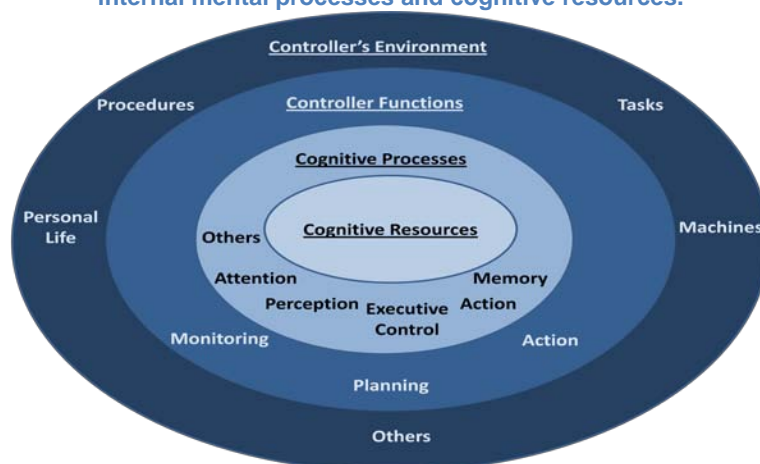 Internal mental processes and cognitive resources.
Controller's Environment
Procedures
Controller Functions
Tasks
Cognitive Processes
Personal
Life
Cognitive Resources
Machines
Others
Attention
Memory
Perception
Executive
Control
Action
Monitoring
Action
Planning
Others